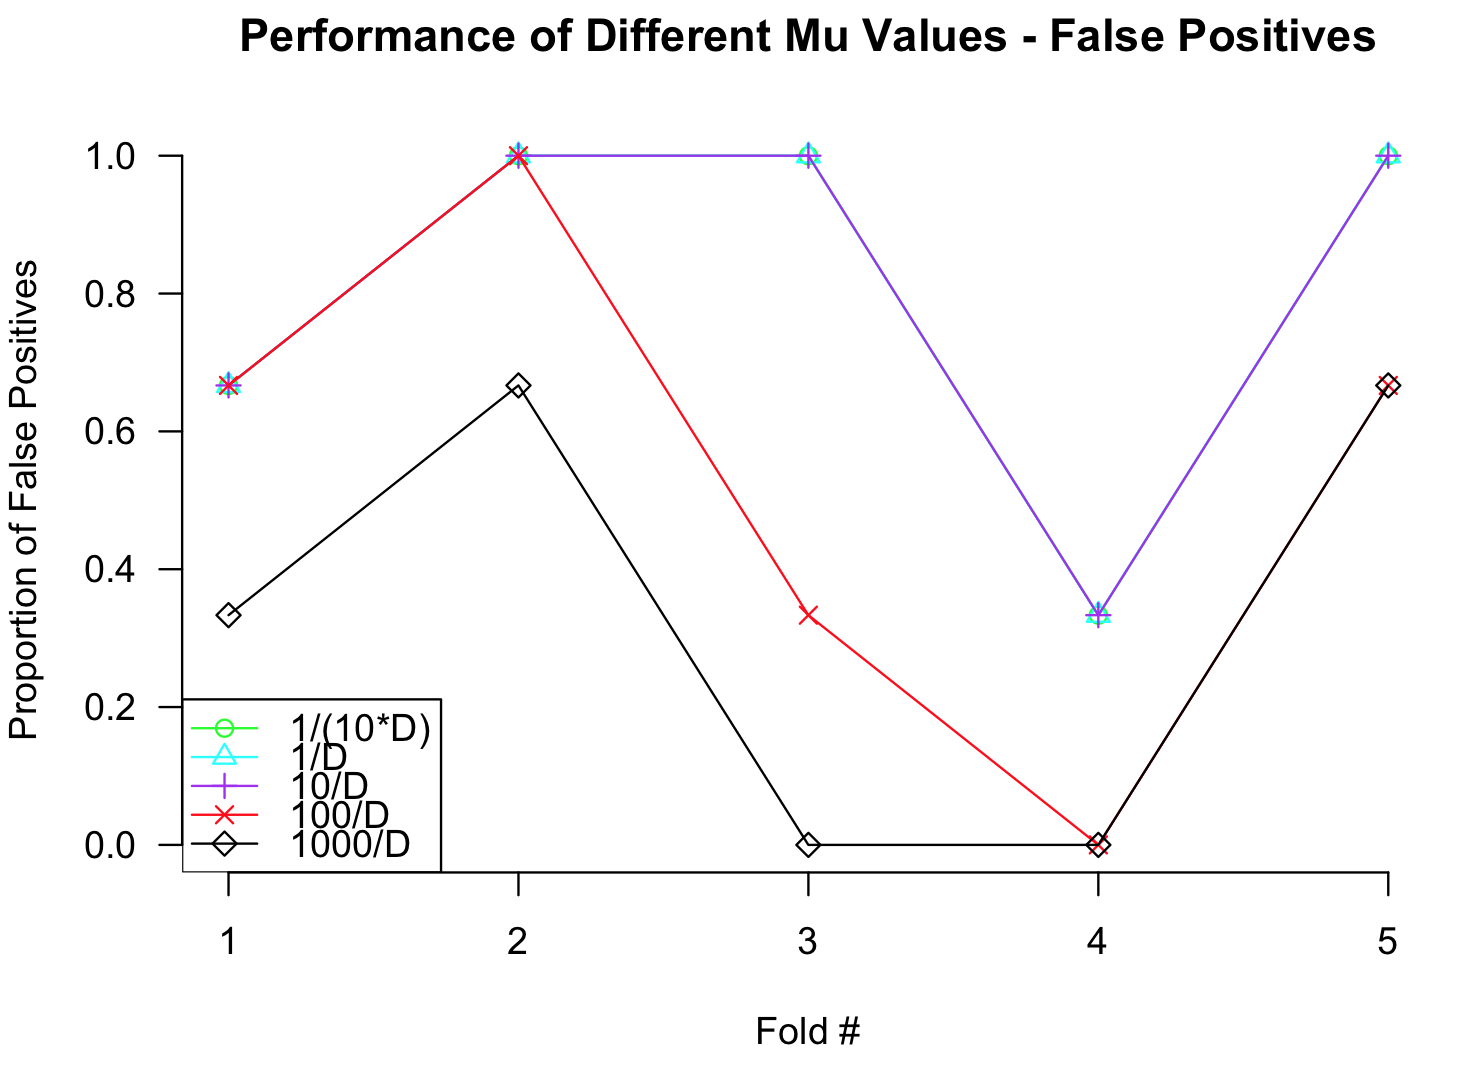 Performance of Different Mu Values - False Positives
Proportion of False Positives
1.0
0.8
0.6
0.4
0.2
0.0
1/(10*D)
1/D
10/D
100/D
1000/D
1 2 3 4 5
Fold #